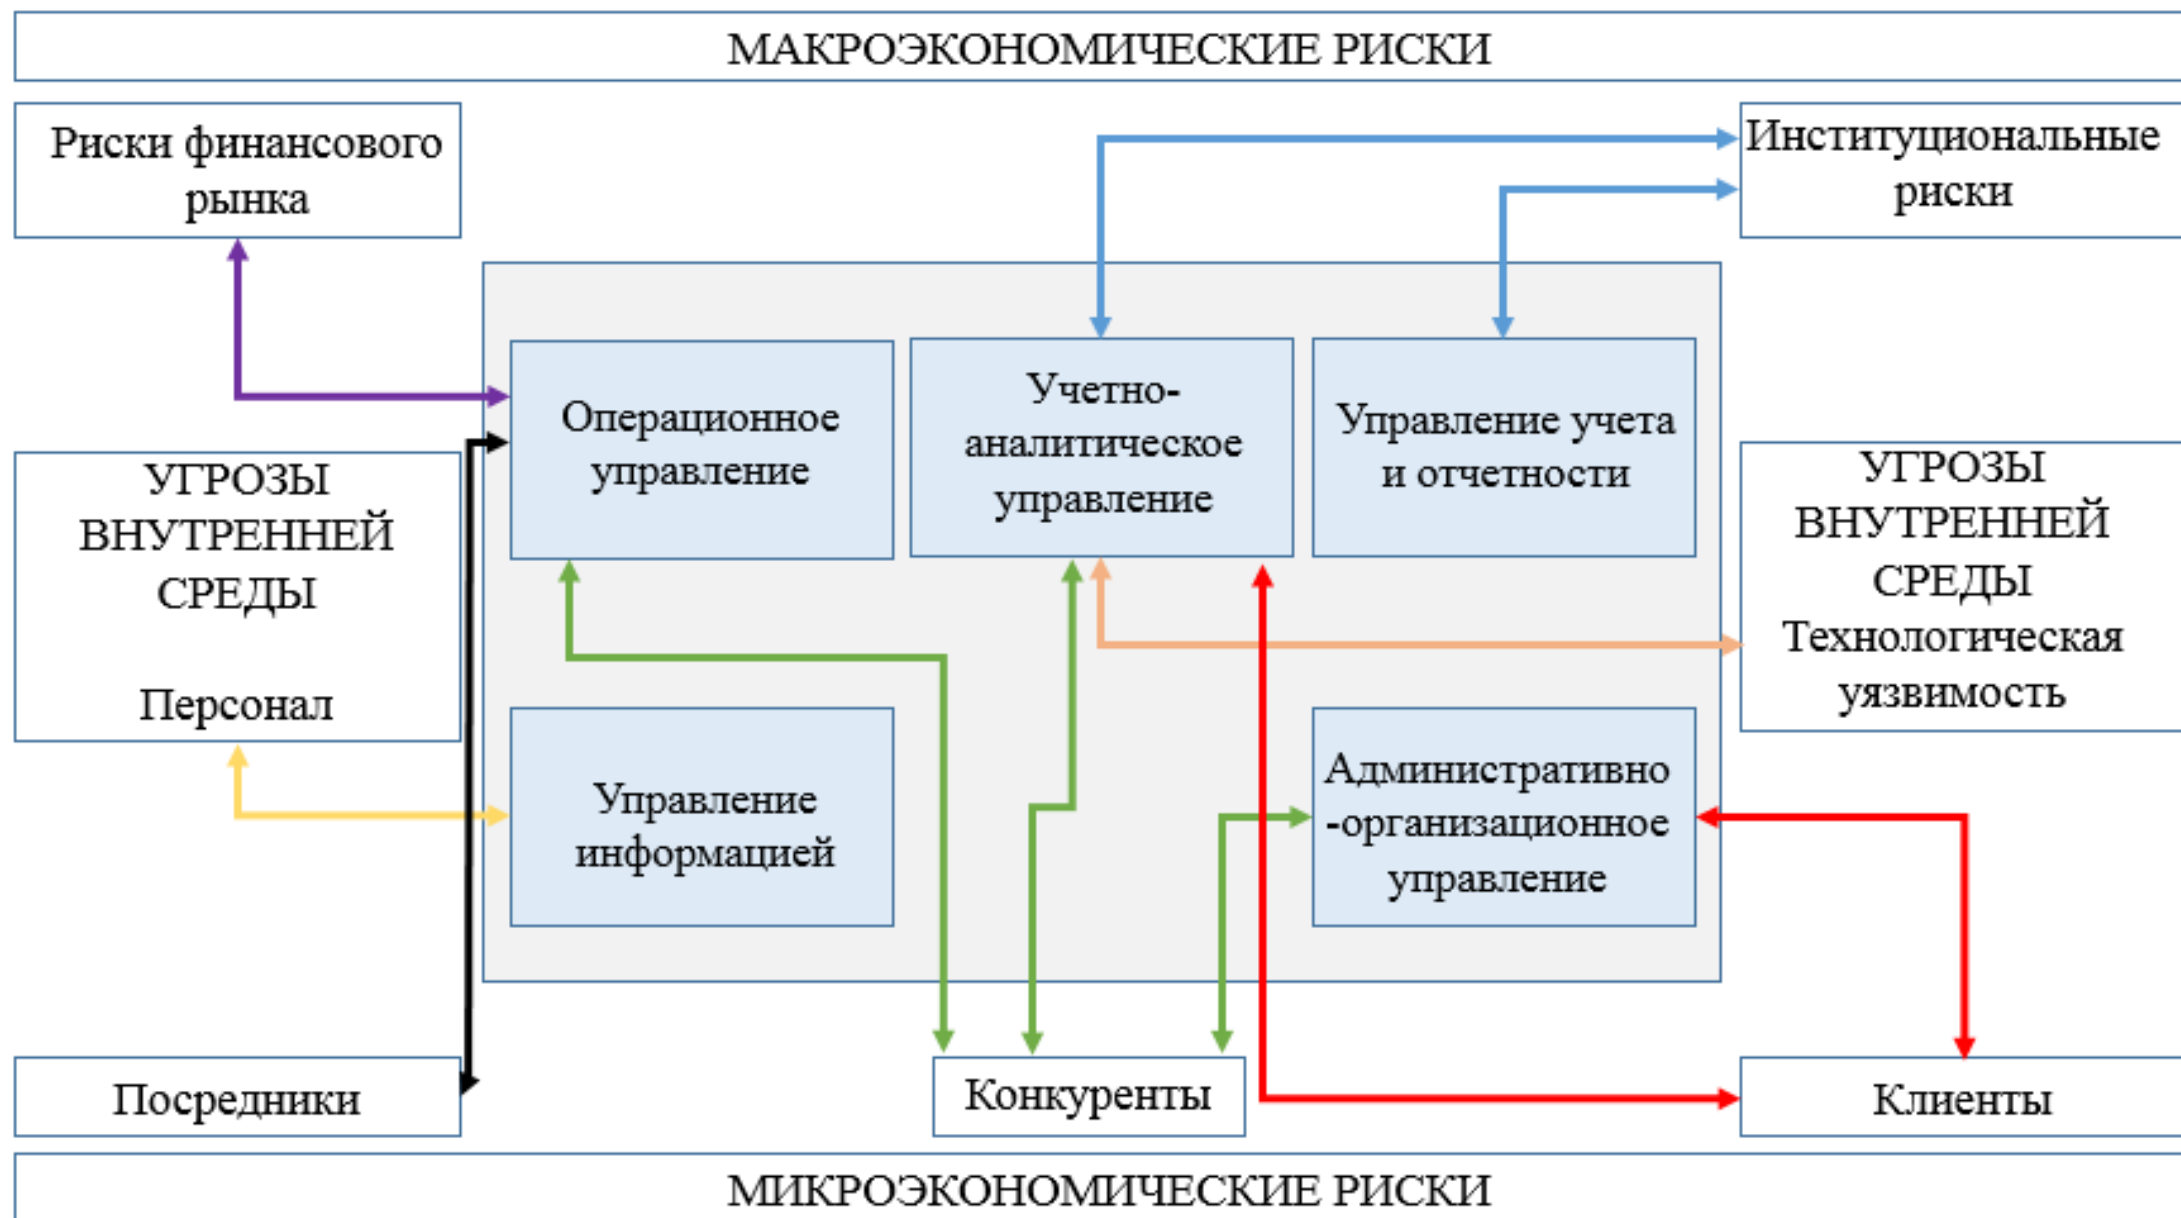 МАКРОЭКОНОМИЧЕСКИЕ РИСКИ
Риски финансового
рынка
Институциональные
риски
Операционное
управление
Учетно-
аналитическое
управление
Управление учета
и отчетности
УГРОЗЫ
ВНУТРЕННЕЙ
СРЕДЫ
Персонал
УГРОЗЫ
ВНУТРЕННЕЙ
СРЕДЫ
Технологическая
уязвимость
Управление
информацией
Административно
-организационное
управление
Посредники
Конкуренты
Клиенты
МИКРОЭКОНОМИЧЕСКИЕ РИСКИ